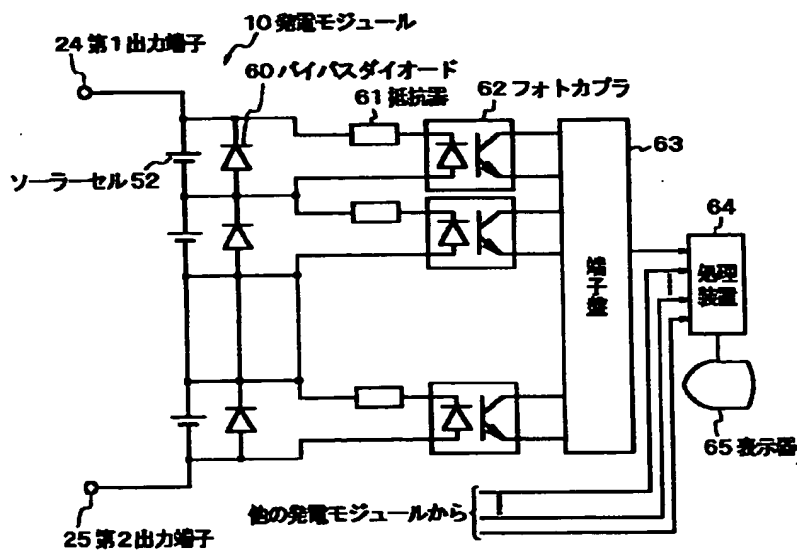 10 発電モジュール
24 第1出力端子
60 バイパスダイオード
61 抵抗器
62 フォトカプラ
63
ソーラーセル 52
64
端子盤
処理
装置
65 表示器
他の発電モジュールから
25 第2出力端子